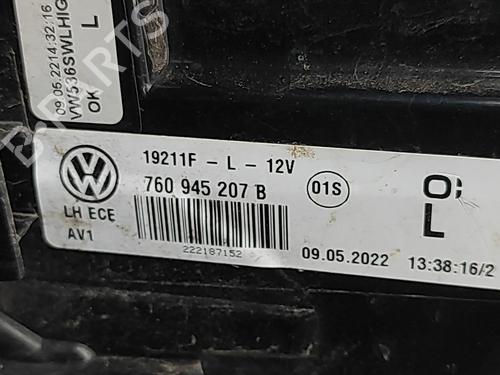 09.05.2214:32:16
VW536SWLHIG
OK L
B-PARTS
19211F - L - 12V
760 945 207 B
01S
LH ECE
AV1
222187152
09.05.2022 13:38:16/2
L